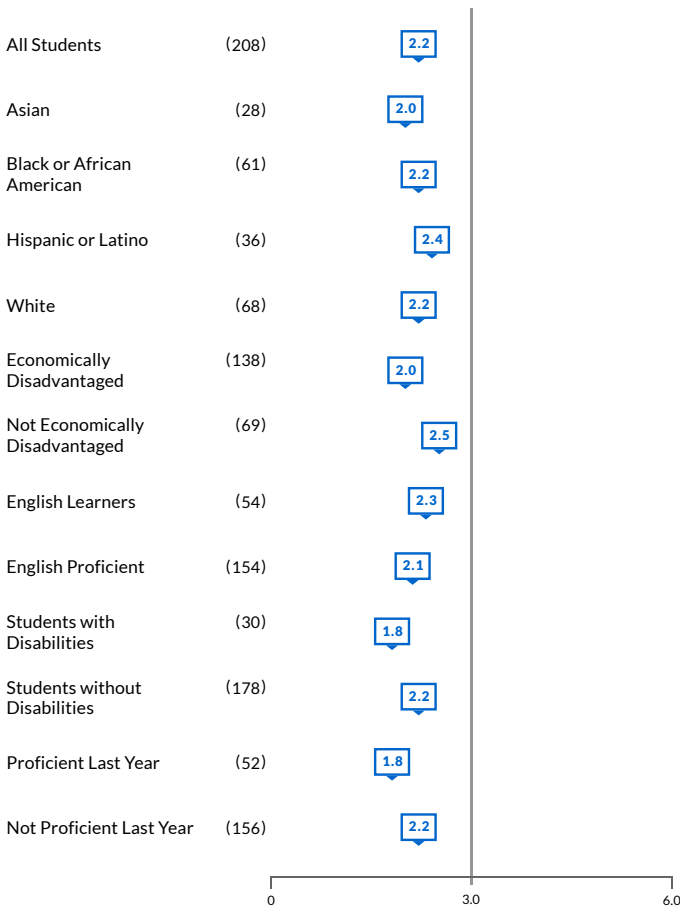 All Students (208) 2.2
Asian (28) 2.0
Black or African (61)
American 2.2
Hispanic or Latino (36) 2.4
White (68) 2.2
Economically (138)
Disadvantaged 2.0
Not Economically (69)
Disadvantaged 2.5
English Learners (54) 2.3
English Proficient (154) 2.1
Students with (30)
Disabilities 1.8
Students without (178)
Disabilities 2.2
Proficient Last Year (52) 1.8
Not Proficient Last Year (156) 2.2
0 3.0 6.0